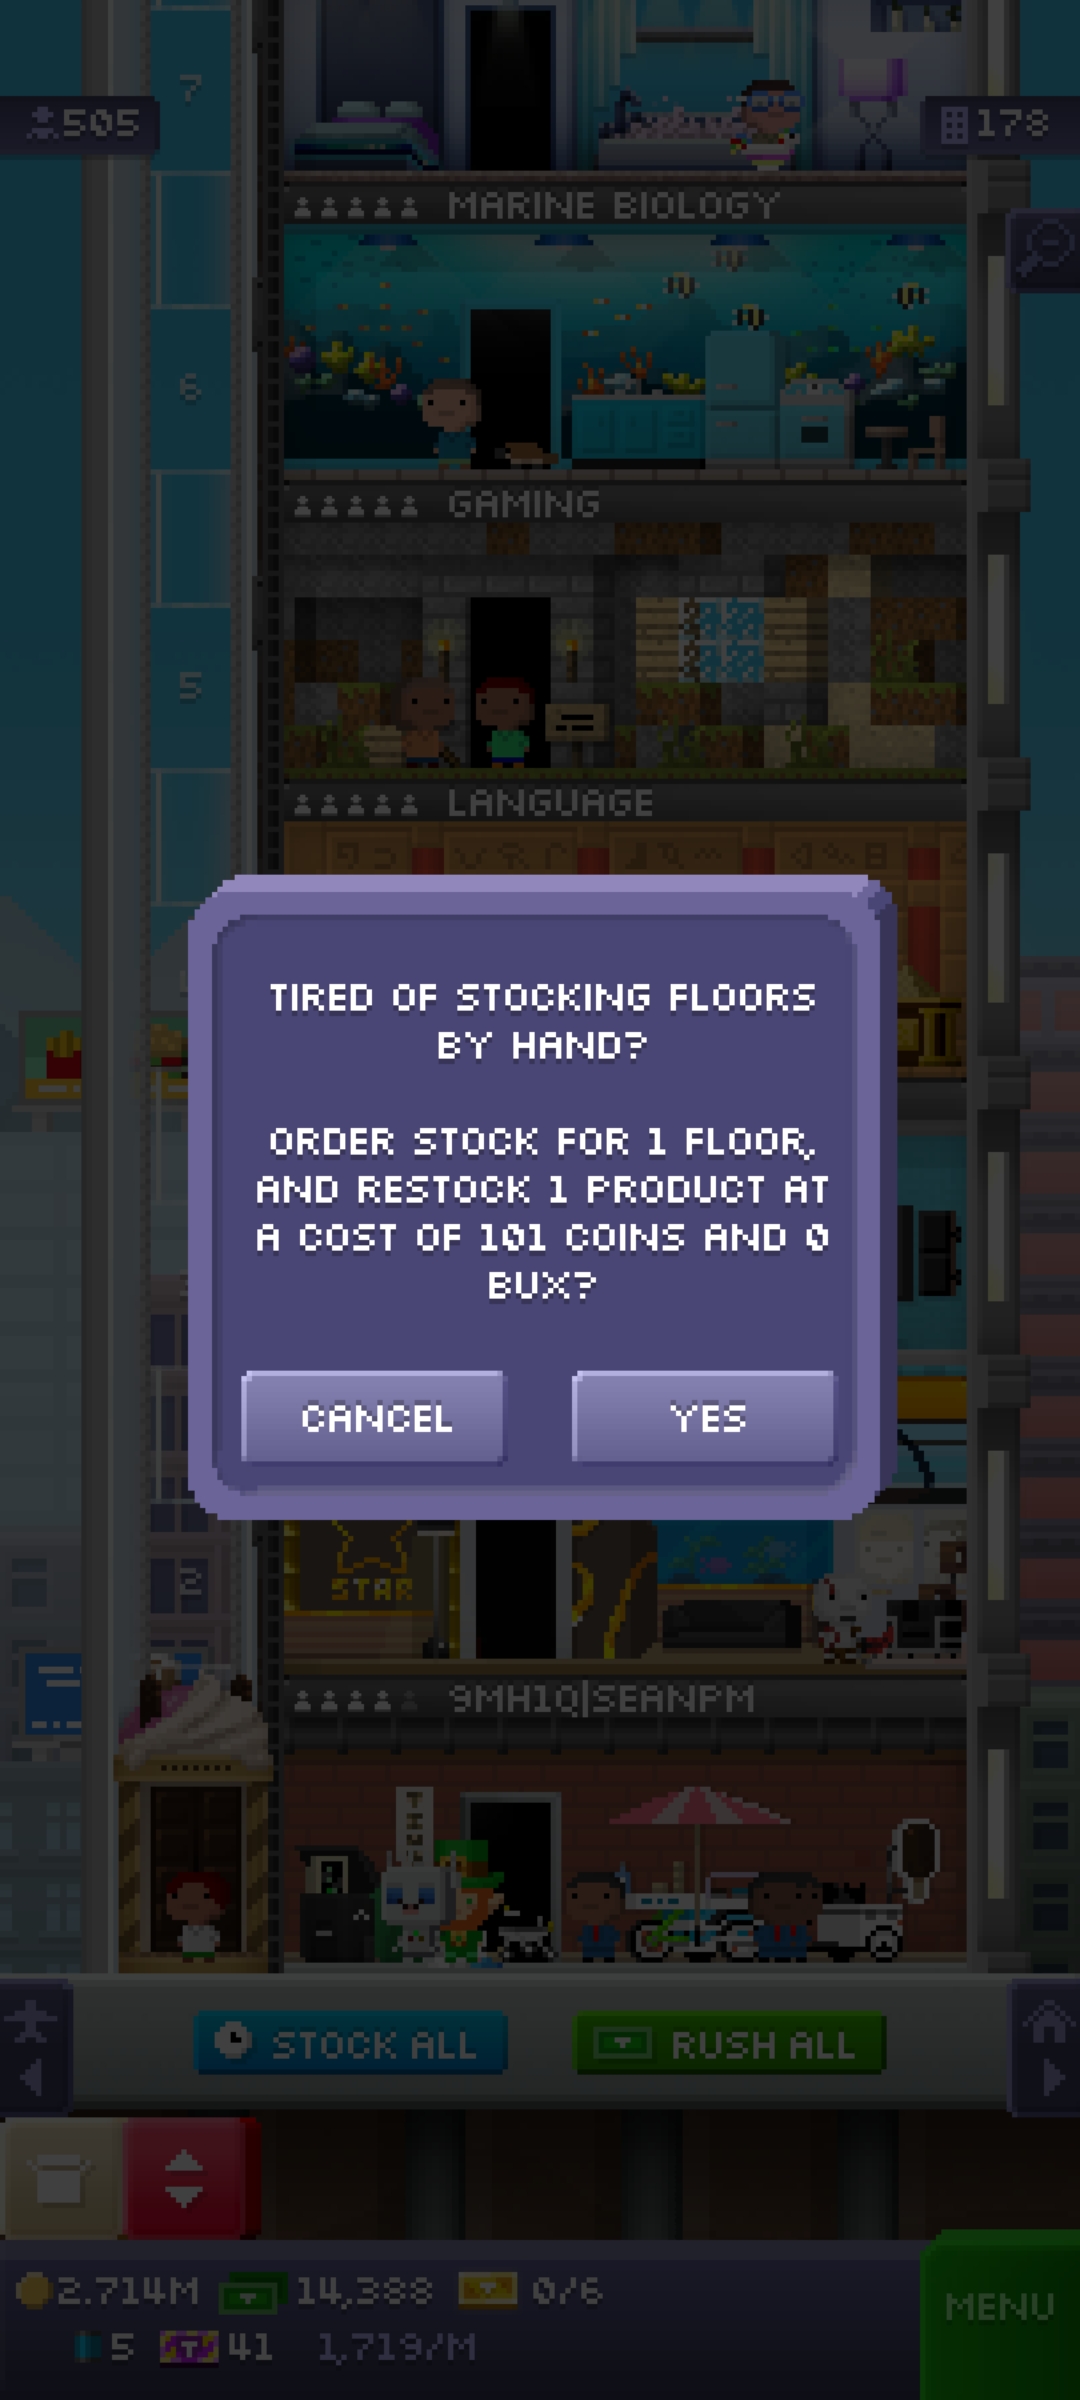 7
505
178
MARINE BIOLOGY
6
GAMING
5
LANGUAGE
TIRED OF STOCKING FLOORS
BY HAND?
ORDER STOCK FOR 1 FLOOR,
AND RESTOCK 1 PRODUCT AT
A COST OF 101 COINS AND 0
BUX?
CANCEL
YES
2
STAR
9MH1Q|SEANPM
STOCK ALL
RUSH ALL
2.714M
14,388
0/6
MENU
5
T
41
1,719/M